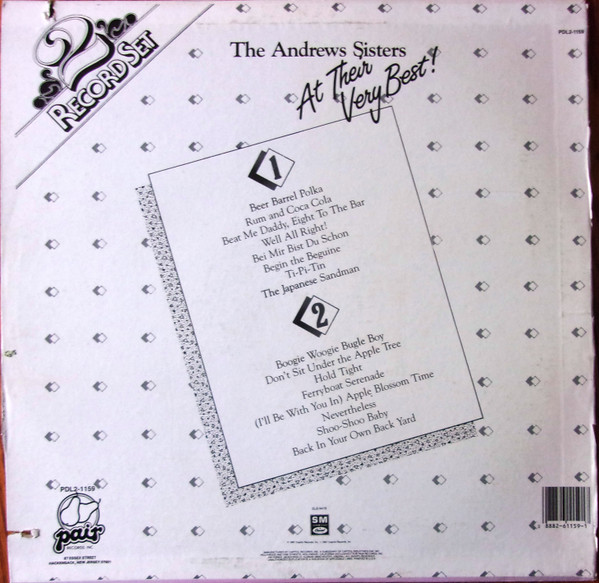 2
RECORD SET
The Andrews Sisters
At Their
Very Best!
PDL2-1159
1
Beer Barrel Polka
Rum and Coca Cola
Beat Me Daddy, Eight To The Bar
Well All Right!
Bei Mir Bist Du Schon
Begin the Beguine
Ti-Pi-Tin
The Japanese Sandman
2
Boogie Woogie Bugle Boy
Don't Sit Under the Apple Tree
Hold Tight
Ferryboat Serenade
(I'll Be With You In) Apple Blossom Time
Nevertheless
Shoo-Shoo Baby
Back In Your Own Back Yard
PDL2-1159
pair
RECORDS, INC
SM